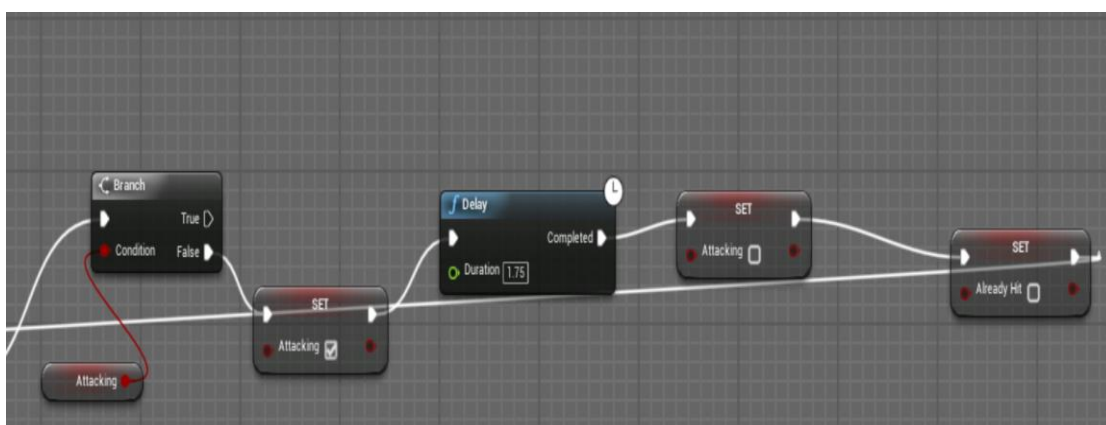 Branch
True
Condition
False
Attacking
SET
Attacking
Delay
Completed
Duration 1.75
SET
Attacking
SET
Already Hit